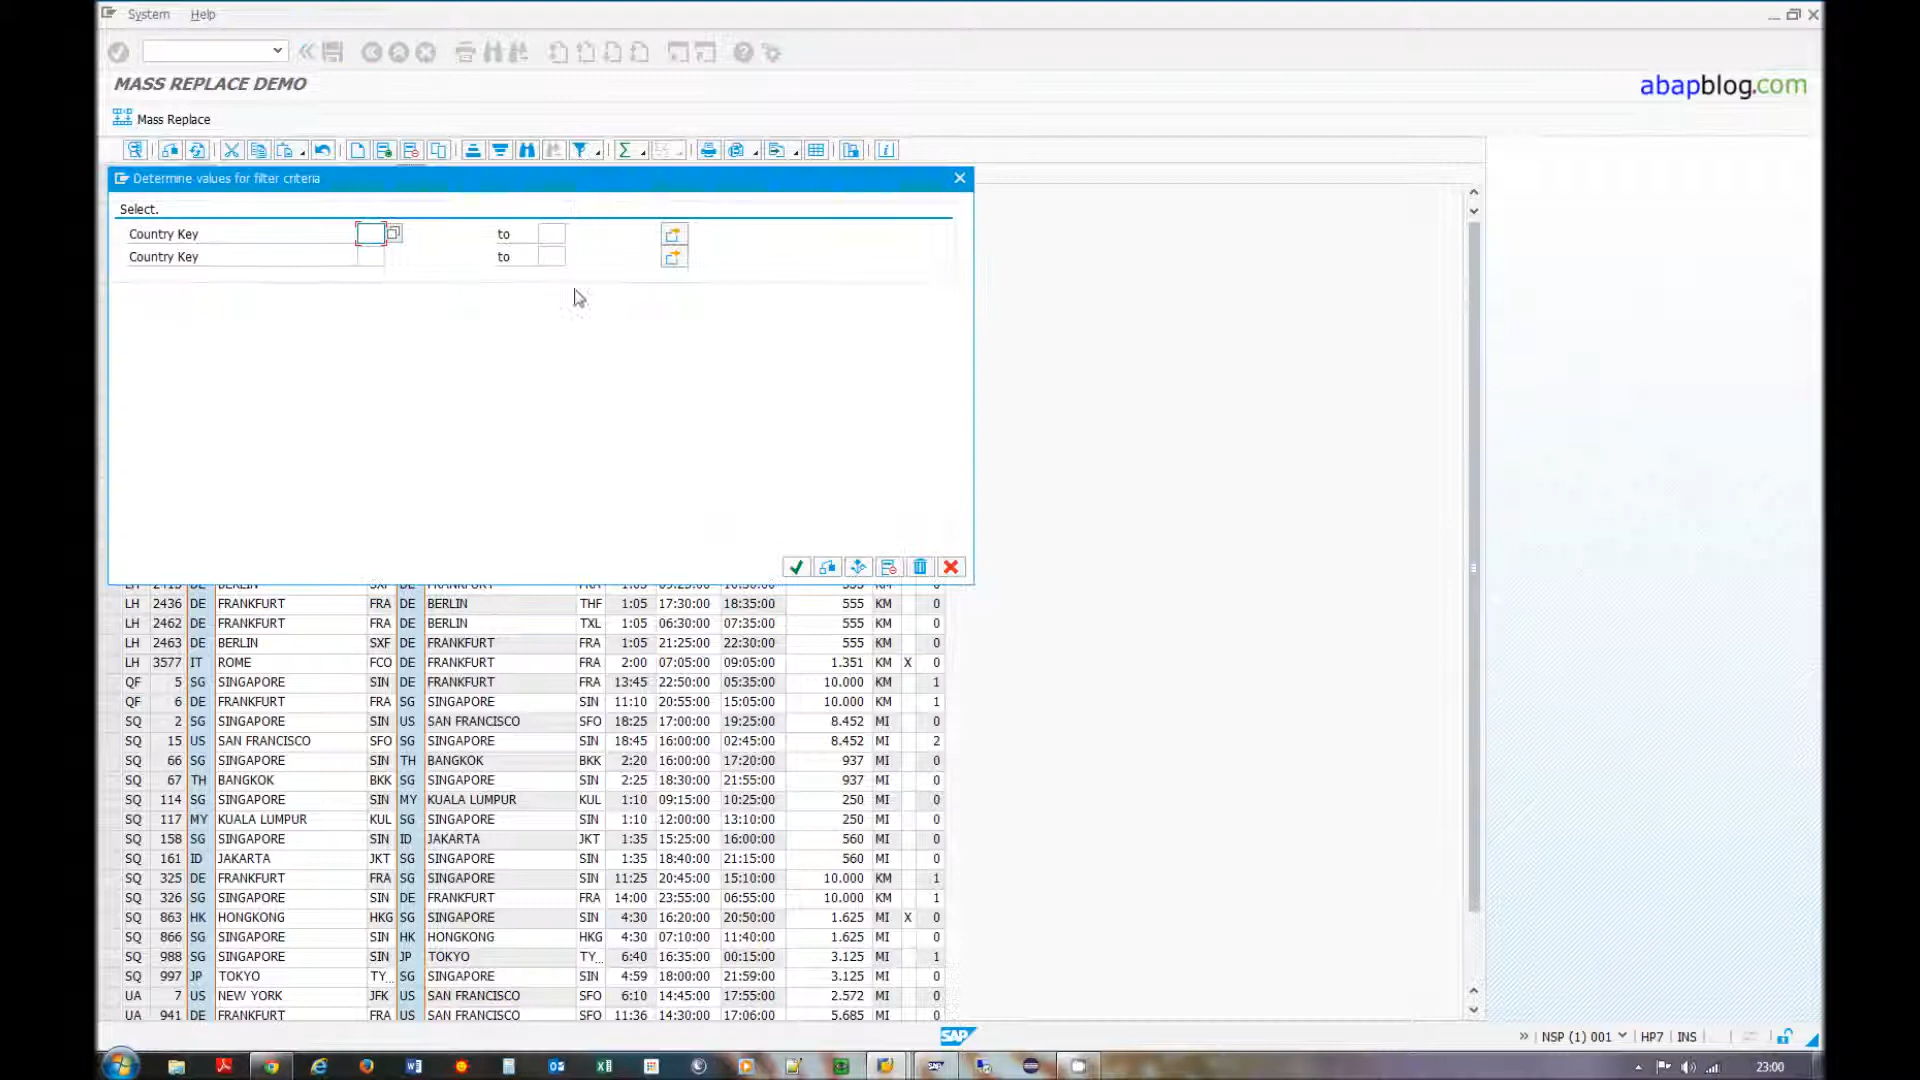 System Help
MASS REPLACE DEMO
abapblog.com
Mass Replace
Determine values for filter criteria
Select.
Country Key to
Country Key to
LH 2415 DE BERLIN SXF DE FRANKFURT FRA 1:05 KM 0
LH 2436 DE FRANKFURT FRA DE BERLIN THF 1:05 17:30:00 18:35:00 555 KM 0
LH 2462 DE FRANKFURT FRA DE BERLIN TXL 1:05 06:30:00 07:35:00 555 KM 0
LH 2463 DE BERLIN SXF DE FRANKFURT FRA 1:05 21:25:00 22:30:00 555 KM 0
LH 3577 IT ROME FCO DE FRANKFURT FRA 2:00 07:05:00 09:05:00 1.351 KM X 0
QF 5 SG SINGAPORE SIN DE FRANKFURT FRA 13:45 22:50:00 05:35:00 10.000 KM 1
QF 6 DE FRANKFURT FRA SG SINGAPORE SIN 11:10 20:55:00 15:05:00 10.000 KM 1
SQ 2 SG SINGAPORE SIN US SAN FRANCISCO SFO 18:25 17:00:00 19:25:00 8.452 MI 0
SQ 15 US SAN FRANCISCO SFO SG SINGAPORE SIN 18:45 16:00:00 02:45:00 8.452 MI 2
SQ 66 SG SINGAPORE SIN TH BANGKOK BKK 2:20 16:00:00 17:20:00 937 MI 0
SQ 67 TH BANGKOK BKK SG SINGAPORE SIN 2:25 18:30:00 21:55:00 937 MI 0
SQ 114 SG SINGAPORE SIN MY KUALA LUMPUR KUL 1:10 09:15:00 10:25:00 250 MI 0
SQ 117 MY KUALA LUMPUR KUL SG SINGAPORE SIN 1:10 12:00:00 13:10:00 250 MI 0
SQ 158 SG SINGAPORE SIN ID JAKARTA JKT 1:35 15:25:00 16:00:00 560 MI 0
SQ 161 ID JAKARTA JKT SG SINGAPORE SIN 1:35 18:40:00 21:15:00 560 MI 0
SQ 325 DE FRANKFURT FRA SG SINGAPORE SIN 11:25 20:45:00 15:10:00 10.000 KM 1
SQ 326 SG SINGAPORE SIN DE FRANKFURT FRA 14:00 23:55:00 06:55:00 10.000 KM 1
SQ 863 HK HONGKONG HKG SG SINGAPORE SIN 4:30 16:20:00 20:50:00 1.625 MI X 0
SQ 866 SG SINGAPORE SIN HK HONGKONG HKG 4:30 07:10:00 11:40:00 1.625 MI 0
SQ 988 SG SINGAPORE SIN JP TOKYO TY... 6:40 16:35:00 00:15:00 3.125 MI 1
SQ 997 JP TOKYO TY... SG SINGAPORE SIN 4:59 18:00:00 21:59:00 3.125 MI 0
UA 7 US NEW YORK JFK US SAN FRANCISCO SFO 6:10 14:45:00 17:55:00 2.572 MI 0
UA 941 DE FRANKFURT FRA US SAN FRANCISCO SFO 11:36 14:30:00 17:06:00 5.685 MI 0
SAP
NSP (1) 001 HP7 INS
23:00